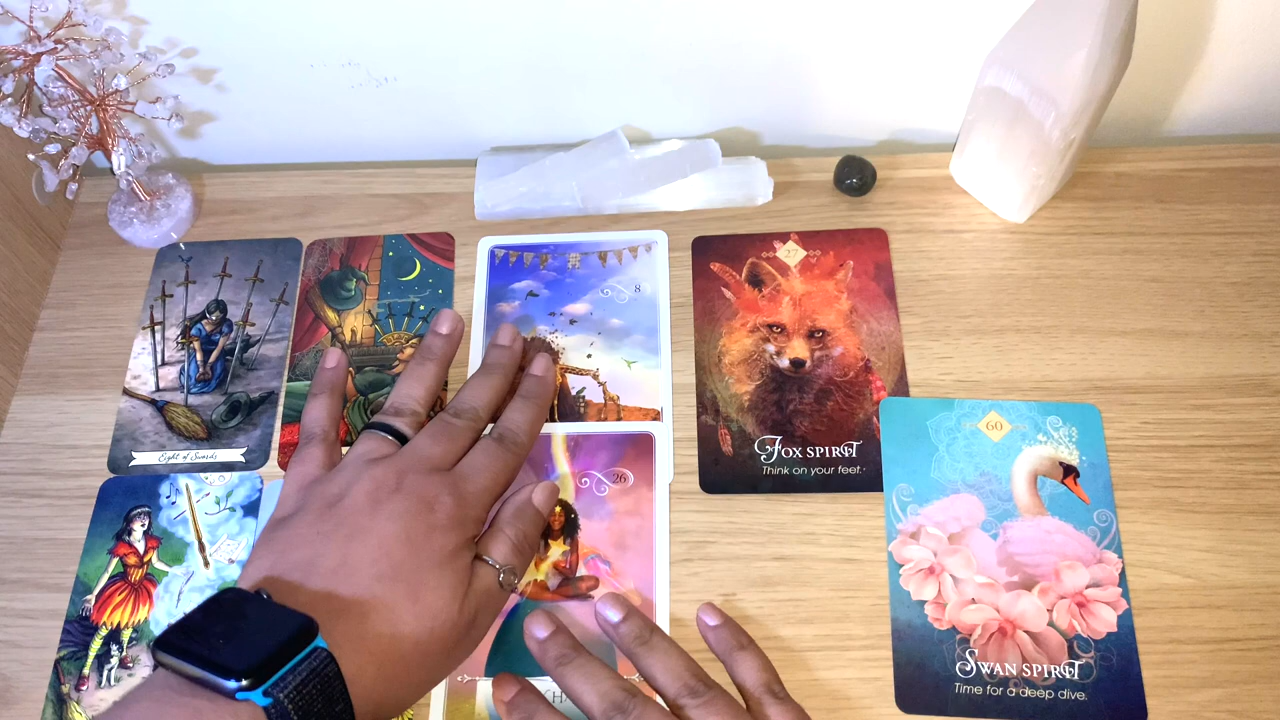 8
27
Eight of Swords
Fox spirit
Think on your feet.
26
60
Swan spirit
Time for a deep dive.